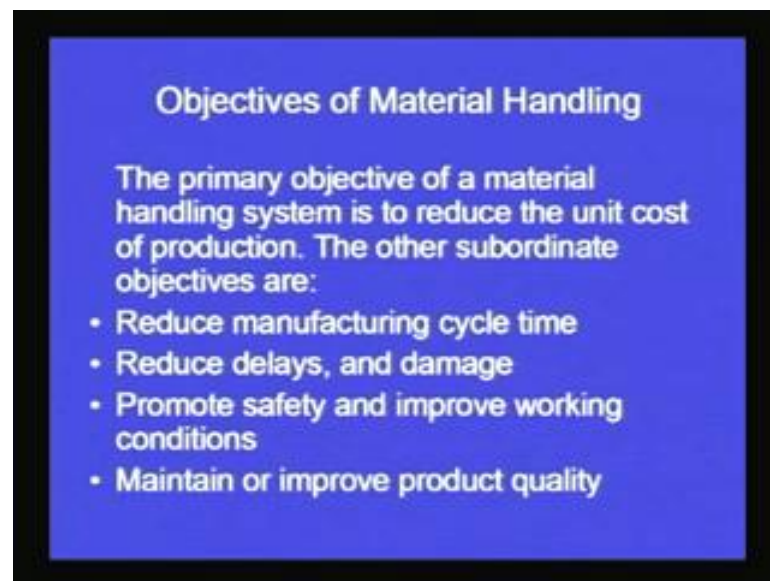 Objectives of Material Handling
The primary objective of a material
handling system is to reduce the unit cost
of production. The other subordinate
objectives are:
• Reduce manufacturing cycle time
• Reduce delays, and damage
• Promote safety and improve working
conditions
• Maintain or improve product quality